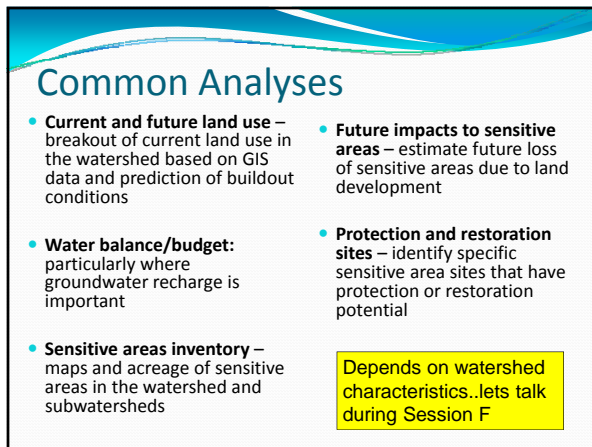 Common Analyses
• Current and future land use –
breakout of current land use in
the watershed based on GIS
data and prediction of buildout
conditions
• Water balance/budget:
particularly where
groundwater recharge is
important
• Sensitive areas inventory –
maps and acreage of sensitive
areas in the watershed and
subwatersheds
• Future impacts to sensitive
areas – estimate future loss
of sensitive areas due to land
development
• Protection and restoration
sites – identify specific
sensitive area sites that have
protection or restoration
potential
Depends on watershed
characteristics..lets talk
during Session F